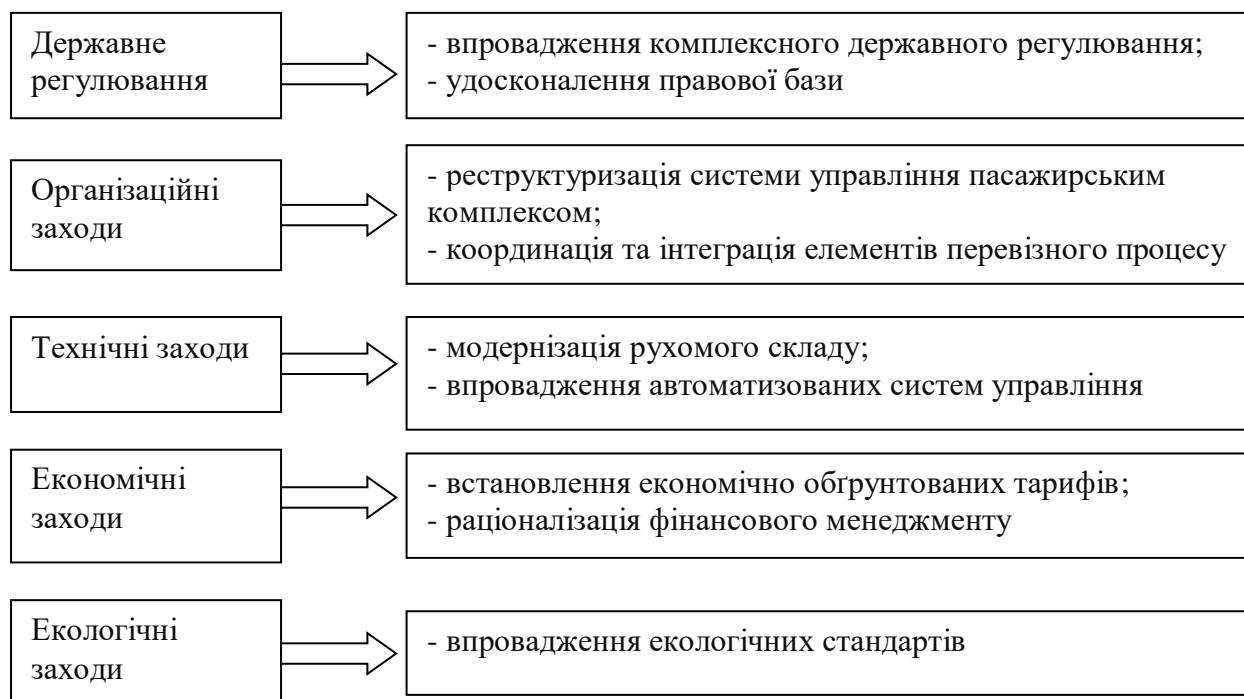 Державне
регулювання
- впровадження комплексного державного регулювання;
- удосконалення правової бази
Організаційні
заходи
- реструктуризація системи управління пасажирським
комплексом;
- координація та інтеграція елементів перевізного процесу
Технічні заходи
- модернізація рухомого складу;
- впровадження автоматизованих систем управління
Економічні
заходи
- встановлення економічно обґрунтованих тарифів;
- раціоналізація фінансового менеджменту
Екологічні
заходи
- впровадження екологічних стандартів